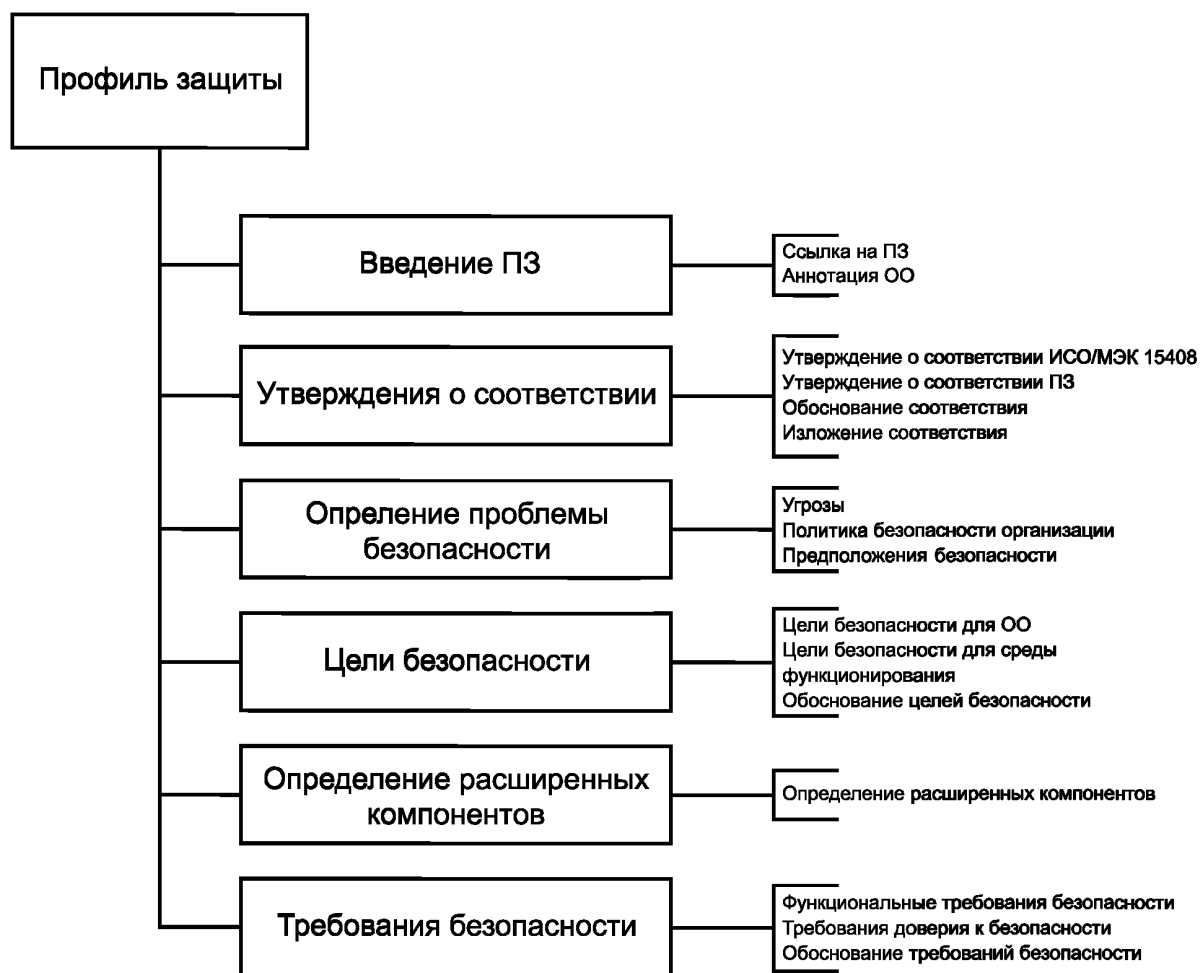 Профиль защиты
Введение ПЗ
Ссылка на ПЗ
Аннотация ОО
Утверждения о соответствии
Утверждение о соответствии ИСО/МЭК 15408
Утверждение о соответствии ПЗ
Обоснование соответствия
Изложение соответствия
Опреление проблемы
безопасности
Угрозы
Политика безопасности организации
Предположения безопасности
Цели безопасности
Цели безопасности для ОО
Цели безопасности для среды
функционирования
Обоснование целей безопасности
Определение расширенных
компонентов
Определение расширенных компонентов
Требования безопасности
Функциональные требования безопасности
Требования доверия к безопасности
Обоснование требований безопасности